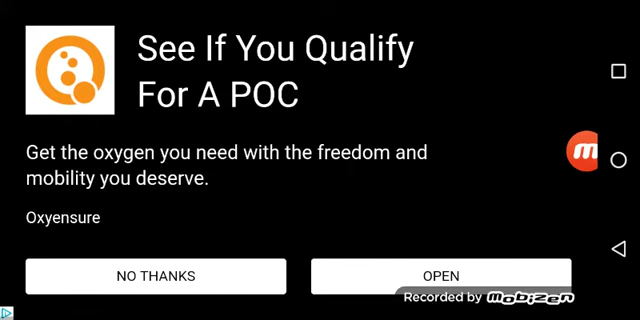 See If You Qualify
For A POC
Get the oxygen you need with the freedom and
mobility you deserve.
Oxyensure
NO THANKS
OPEN
Recorded by Mobizen